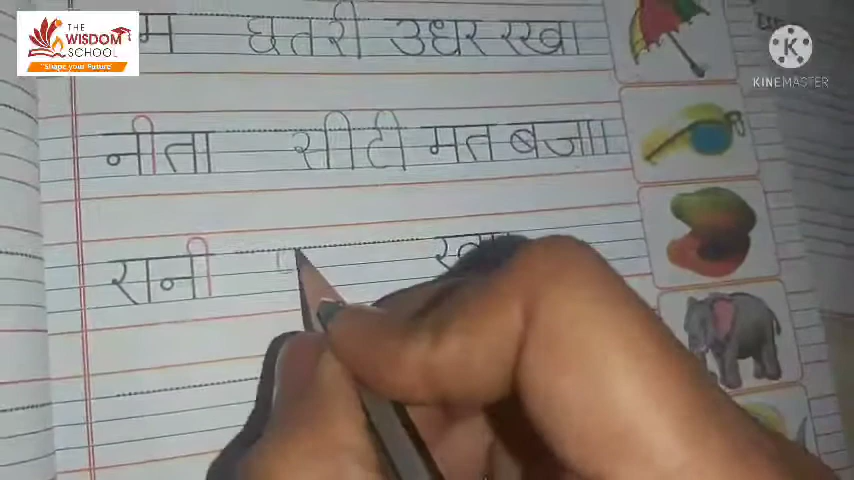 THE
WISDOM
SCHOOL
"Shape your Future"
K
KINEMASTER
म छतरी उधर रखा
नीता सीटी मत बजा
रानी